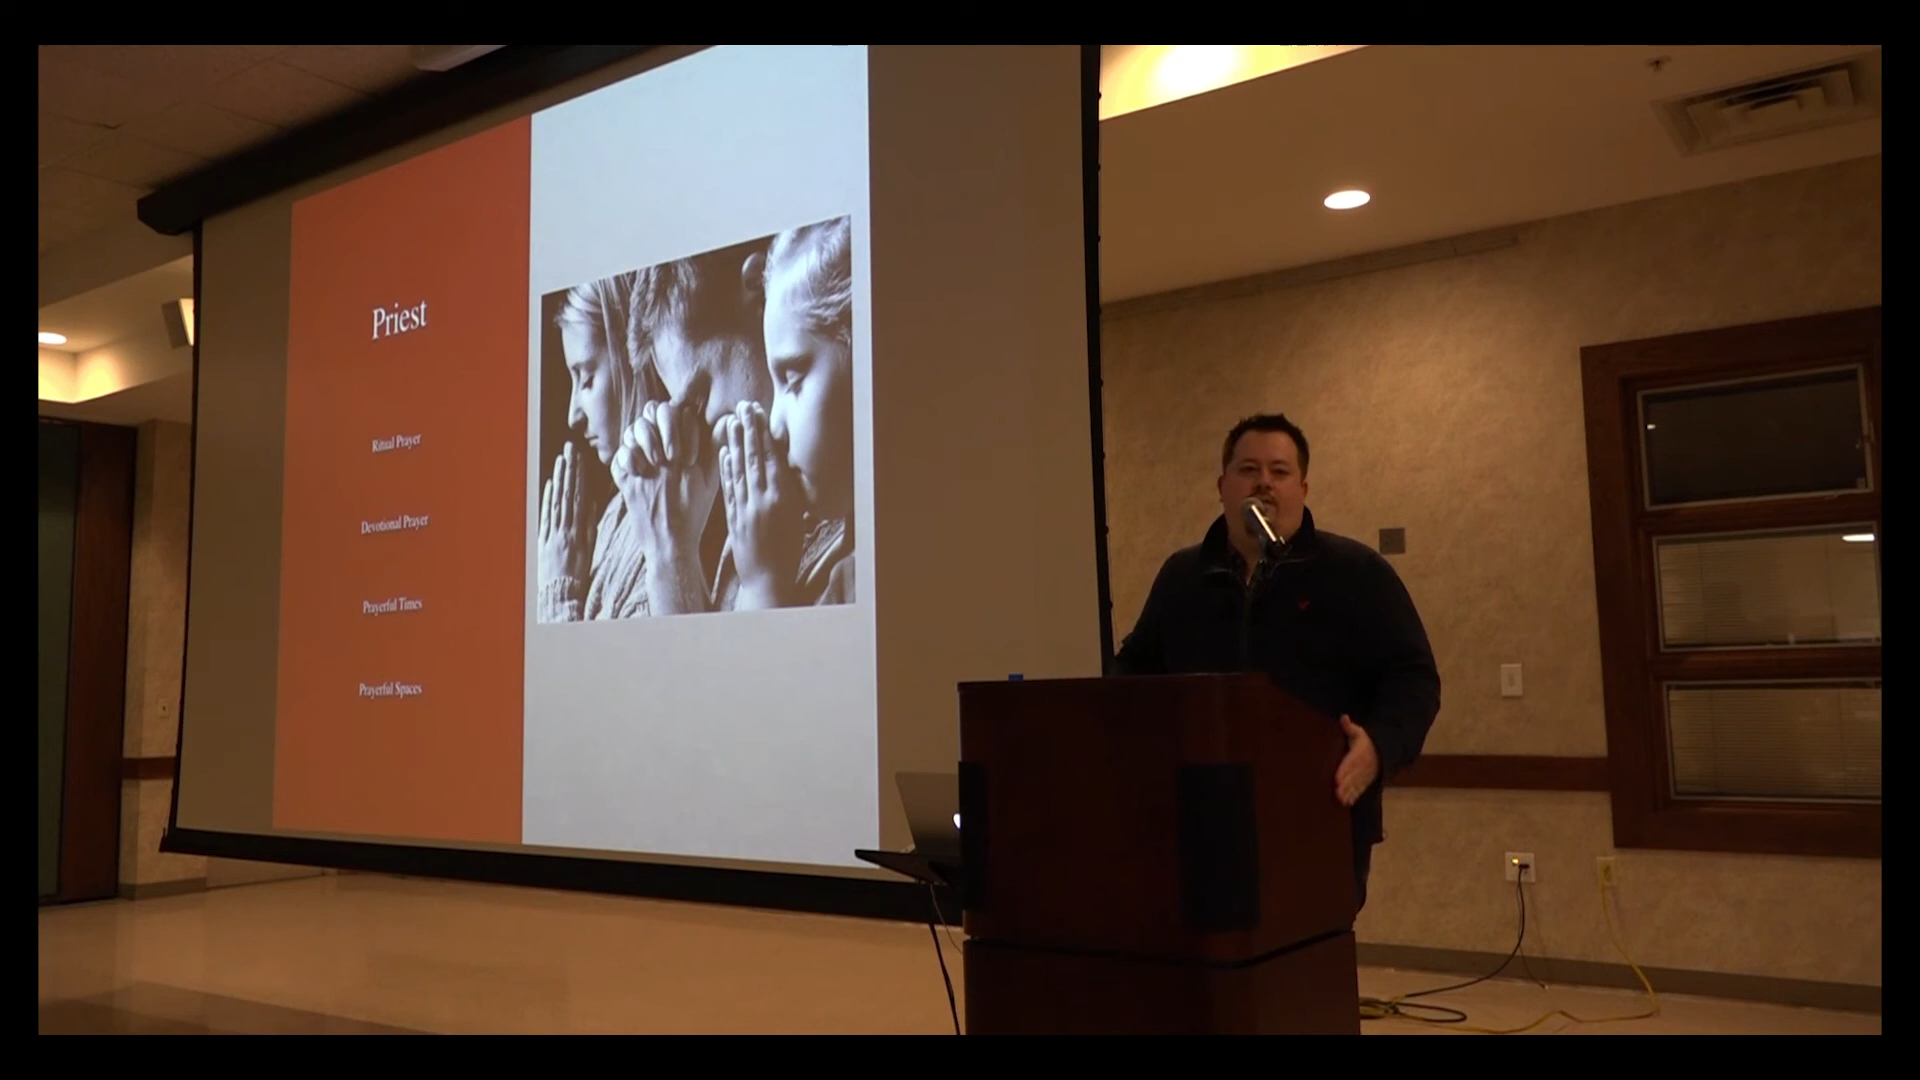 Priest
Ritual Prayer
Devotional Prayer
Prayerful Times
Prayerful Spaces